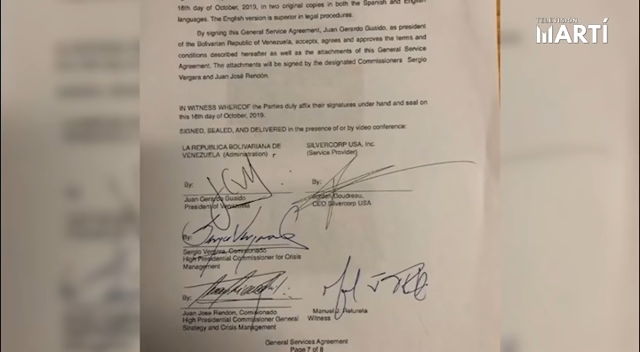 TELEVISIÓN
MARTÍ
16th day of October, 2019, in two original copies in both the Spanish and English
languages. The English version is superior in legal procedures.
By signing this General Service Agreement, Juan Gerardo Guaido, as president
of the Bolivarian Republic of Venezuela, accepts, agrees and approves the terms and
conditions described hereafter as well as the attachments of this General Service
Agreement. The attachments will be signed by the designated Commissioners Sergio
Vergara and Juan José Rendón.
IN WITNESS WHEREOF the Parties duly affix their signatures under hand and seal on
this 16th day of October, 2019.
SIGNED, SEALED, AND DELIVERED in the presence of or by video conference:
LA REPUBLICA BOLIVARIANA DE
VENEZUELA (Administration)
SILVERCORP USA, Inc.
(Service Provider)
By:
Juan Gerardo Guaido
President of Venezuela
By:
Jordan Goudreau,
CEO Silvercorp USA
By:
Sergio Vergara, Comisionado
High Presidential Commissioner for Crisis
Management
By:
Juan Jose Rendon, Comisionado
High Presidential Commissioner General
Strategy and Crisis Management
Manuel J. Retureta
Witness
General Services Agreement
Page 7 of 8